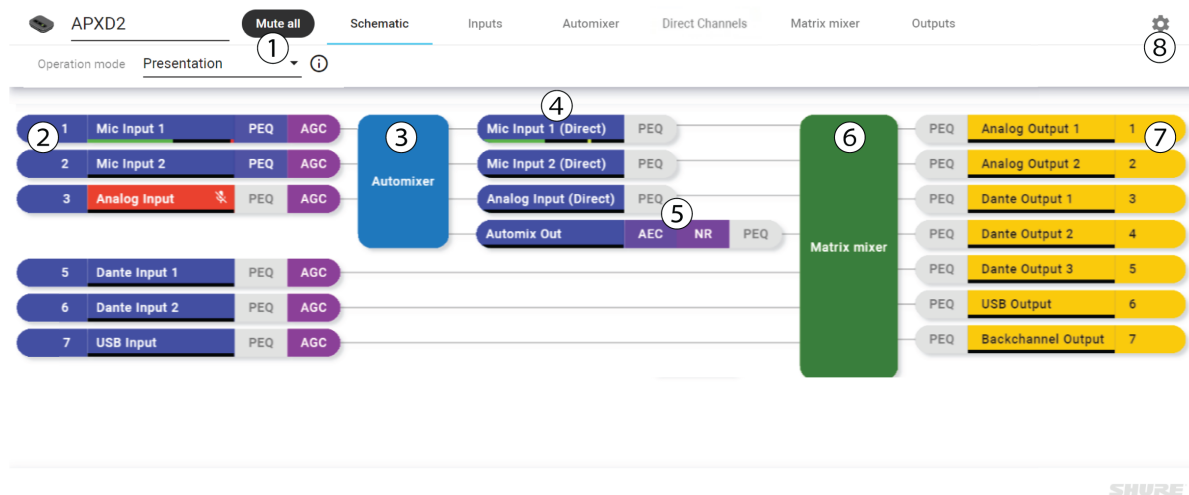 APXD2 Mute all Schematic Inputs Automixer Direct Channels Matrix mixer Outputs
1 8
Operation mode Presentation
4
2 1 Mic Input 1 PEQ AGC 3 Mic Input 1 (Direct) PEQ 6 PEQ Analog Output 1 1 7
2 Mic Input 2 PEQ AGC Mic Input 2 (Direct) PEQ PEQ Analog Output 2 2
Automixer
3 Analog Input PEQ AGC Analog Input (Direct) PEQ PEQ Dante Output 1 3
5
Automix Out AEC NR PEQ PEQ Dante Output 2 4
Matrix mixer
5 Dante Input 1 PEQ AGC PEQ Dante Output 3 5
6 Dante Input 2 PEQ AGC PEQ USB Output 6
7 USB Input PEQ AGC PEQ Backchannel Output 7
SHURE